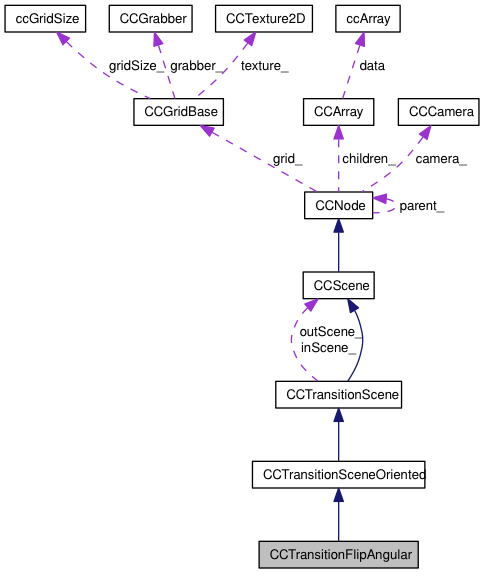 ccGridSize
CCGrabber
CCTexture2D
ccArray
gridSize_
grabber_
texture_
data
CCGridBase
CCArray
CCCamera
grid_
children_
camera_
CCNode
parent_
CCScene
outScene_
inScene_
CCTransitionScene
CCTransitionSceneOriented
CCTransitionFlipAngular